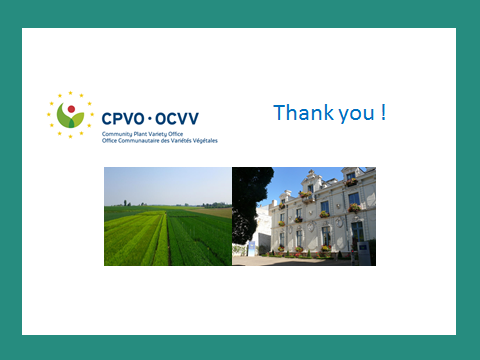 CPVO · OCVV
Community Plant Variety Office
Office Communautaire des Variétés Végétales
Thank you !